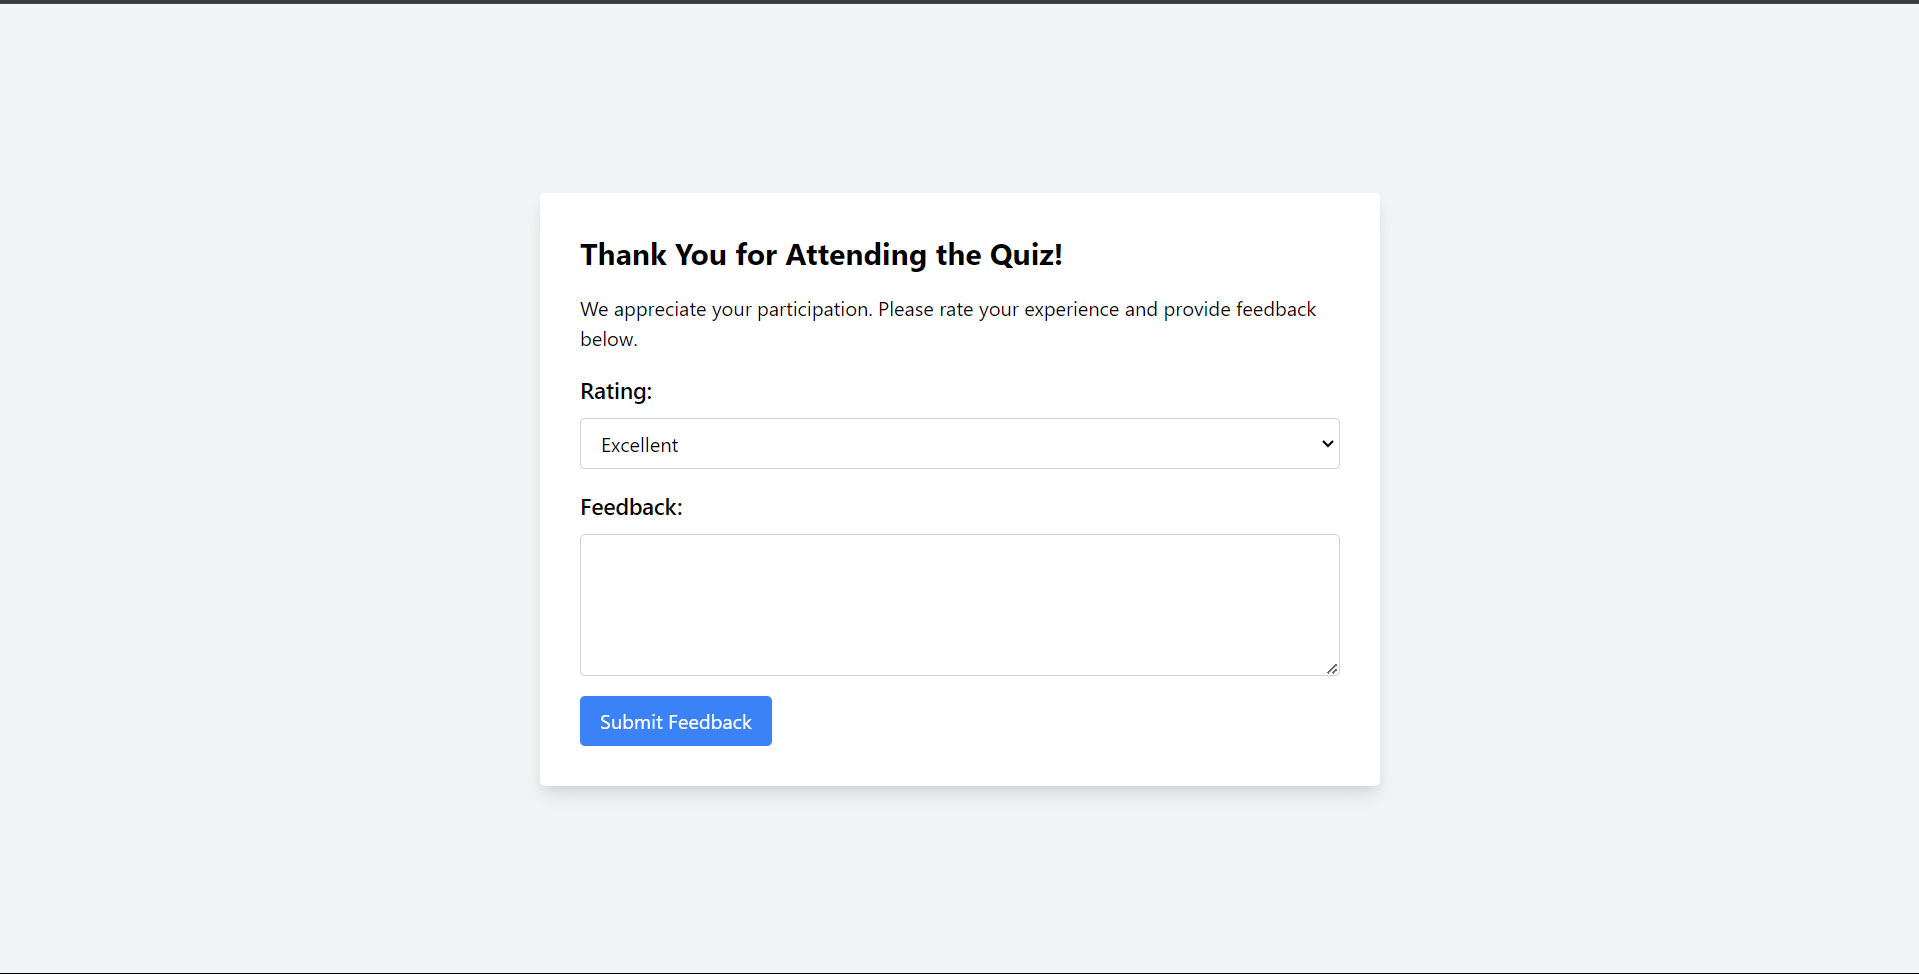 Thank You for Attending the Quiz!
We appreciate your participation. Please rate your experience and provide feedback
below.
Rating:
Excellent
Feedback:
Submit Feedback